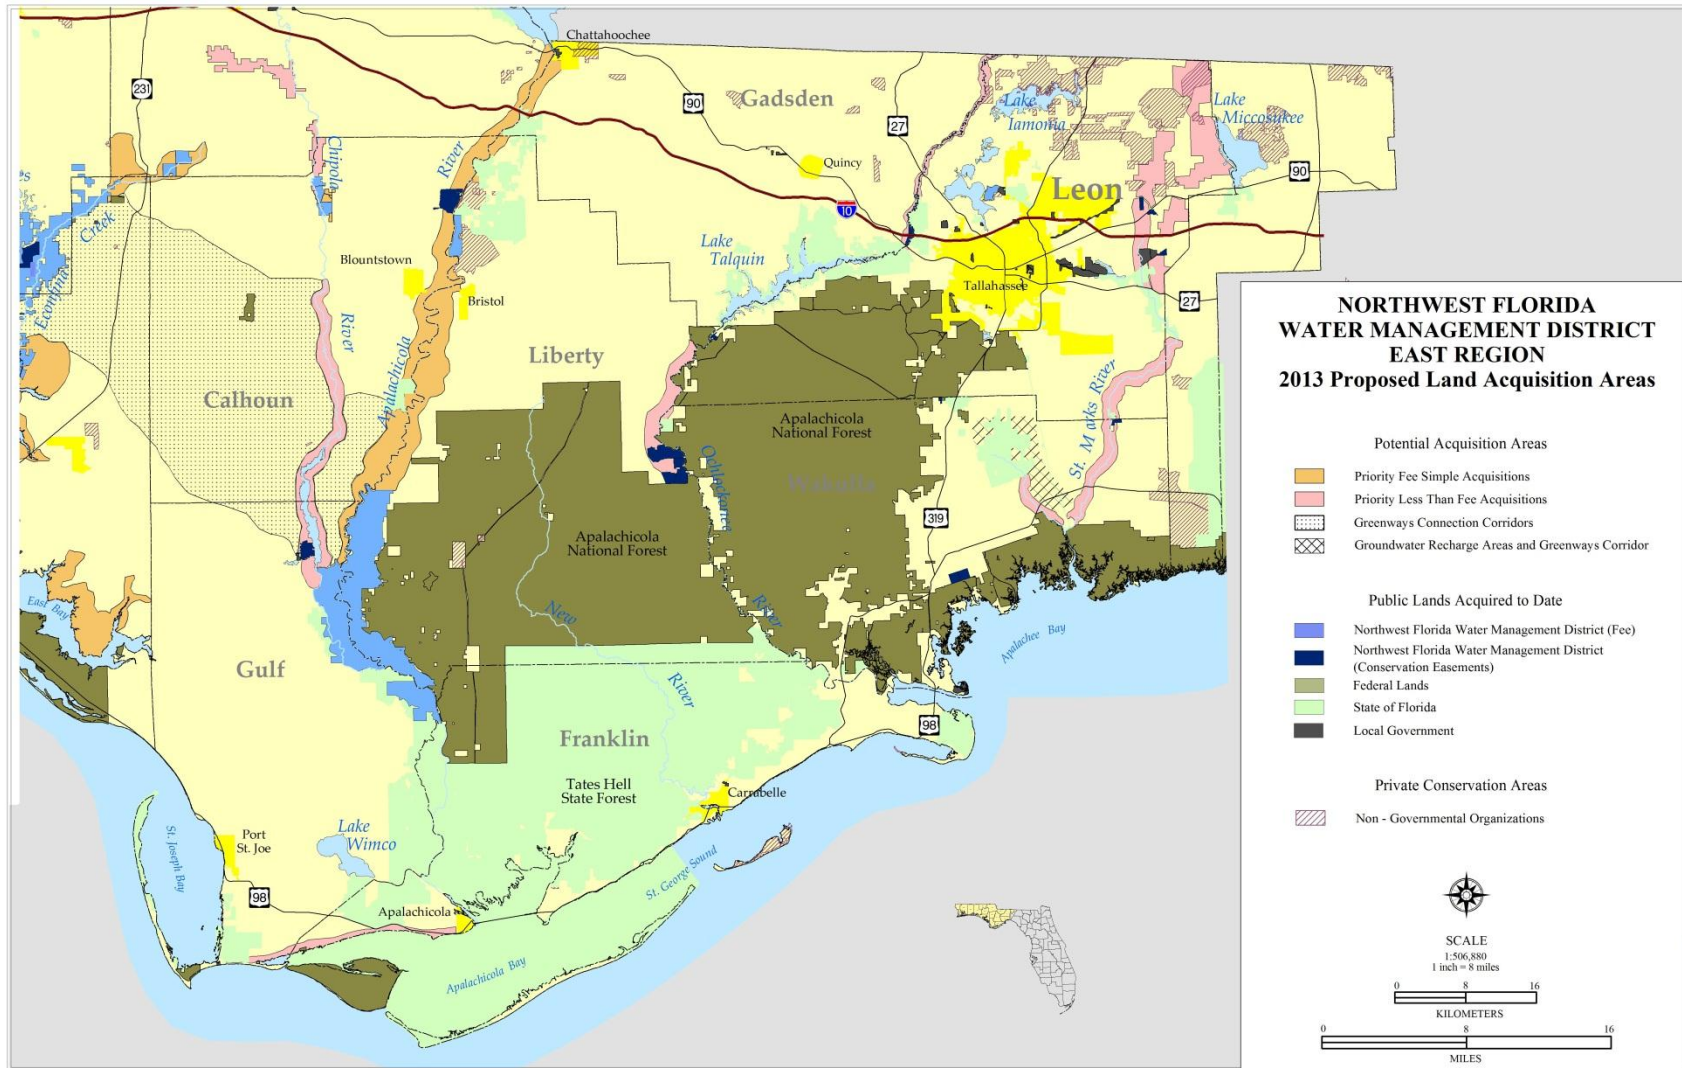 NORTHWEST FLORIDA
WATER MANAGEMENT DISTRICT
EAST REGION
2013 Proposed Land Acquisition Areas
Potential Acquisition Areas
Priority Fee Simple Acquisitions
Priority Less Than Fee Acquisitions
Greenways Connection Corridors
Groundwater Recharge Areas and Greenways Corridor
Public Lands Acquired to Date
Northwest Florida Water Management District (Fee)
Northwest Florida Water Management District
(Conservation Easements)
Federal Lands
State of Florida
Local Government
Private Conservation Areas
Non - Governmental Organizations
SCALE
1:506,880
1 inch = 8 miles
0 8 16
KILOMETERS
0 8 16
MILES
Chattahoochee
231
90
Gadsden
27
Lake
Iamonia
Lake
Miccosukee
Chipola
River
Quincy
90
Leon
10
Creek
Econfina
Blountstown
Bristol
Lake
Talquin
Tallahassee
27
River
Apalachicola
Liberty
Calhoun
St. Marks River
Apalachicola
National Forest
Ochlockonee
Wakulla
319
Apalachicola
National Forest
East Bay
New
River
Apalachee Bay
Gulf
River
98
Franklin
Tates Hell
State Forest
Carrabelle
Port
St. Joe
Lake
Wimco
St. Joseph Bay
St. George Sound
98
Apalachicola
Apalachicola Bay